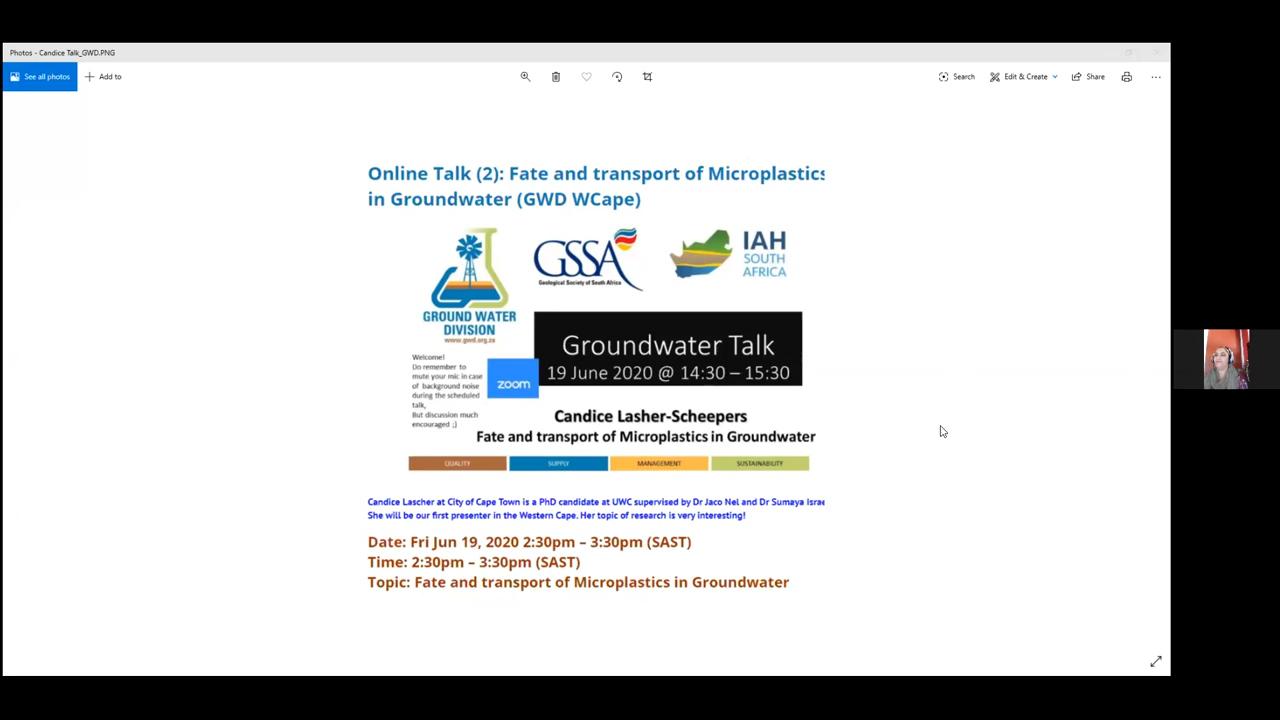 Photos - Candice Talk_GWD.PNG
See all photos
Add to
Search
Edit & Create
Share
Online Talk (2): Fate and transport of Microplastics
in Groundwater (GWD WCape)
GROUND WATER
DIVISION
www.gwd.org.za
GSSA
Geological Society of South Africa
IAH
SOUTH
AFRICA
Welcome!
Do remember to
mute your mic in case
of background noise
during the scheduled
talk,
But discussion much
encouraged ;)
zoom
Groundwater Talk
19 June 2020 @ 14:30 – 15:30
Candice Lasher-Scheepers
Fate and transport of Microplastics in Groundwater
QUALITY
SUPPLY
MANAGEMENT
SUSTAINABILITY
Candice Lascher at City of Cape Town is a PhD candidate at UWC supervised by Dr Jaco Nel and Dr Sumaya Israe
She will be our first presenter in the Western Cape. Her topic of research is very interesting!
Date: Fri Jun 19, 2020 2:30pm – 3:30pm (SAST)
Time: 2:30pm – 3:30pm (SAST)
Topic: Fate and transport of Microplastics in Groundwater